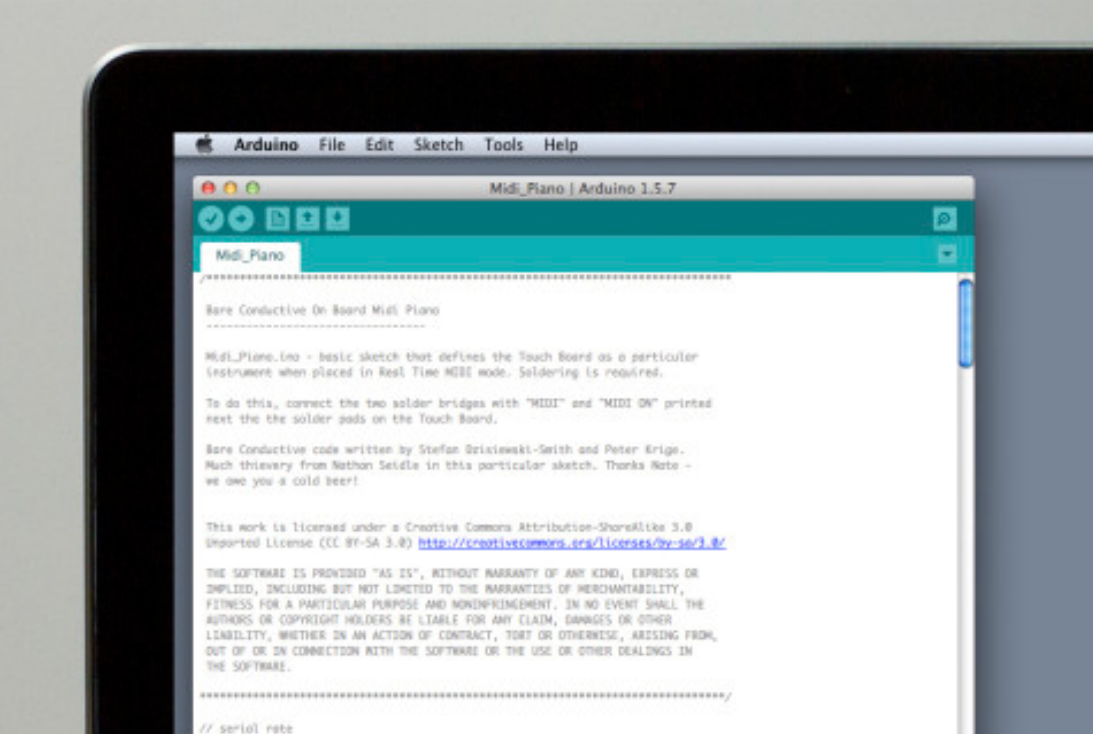 Arduino File Edit Sketch Tools Help
Midi_Piano | Arduino 1.5.7
Midi_Piano
/******************************************************************************
Bare Conductive On Board Midi Piano
---------------------------------
Midi_Piano.ino - basic sketch that defines the Touch Board as a particular
instrument when placed in Real Time MIDI mode. Soldering is required.
To do this, connect the two solder bridges with "MIDI" and "MIDI ON" printed
next the the solder pads on the Touch Board.
Bare Conductive code written by Stefan Dzisiewski-Smith and Peter Krige.
Much thievery from Nathan Seidle in this particular sketch. Thanks Nate -
we owe you a cold beer!
This work is licensed under a Creative Commons Attribution-ShareAlike 3.0
Unported License (CC BY-SA 3.0) http://creativecommons.org/licenses/by-sa/3.0/
THE SOFTWARE IS PROVIDED "AS IS", WITHOUT WARRANTY OF ANY KIND, EXPRESS OR
IMPLIED, INCLUDING BUT NOT LIMITED TO THE WARRANTIES OF MERCHANTABILITY,
FITNESS FOR A PARTICULAR PURPOSE AND NONINFRINGEMENT. IN NO EVENT SHALL THE
AUTHORS OR COPYRIGHT HOLDERS BE LIABLE FOR ANY CLAIM, DAMAGES OR OTHER
LIABILITY, WHETHER IN AN ACTION OF CONTRACT, TORT OR OTHERWISE, ARISING FROM,
OUT OF OR IN CONNECTION WITH THE SOFTWARE OR THE USE OR OTHER DEALINGS IN
THE SOFTWARE.
*******************************************************************************/
// serial rate